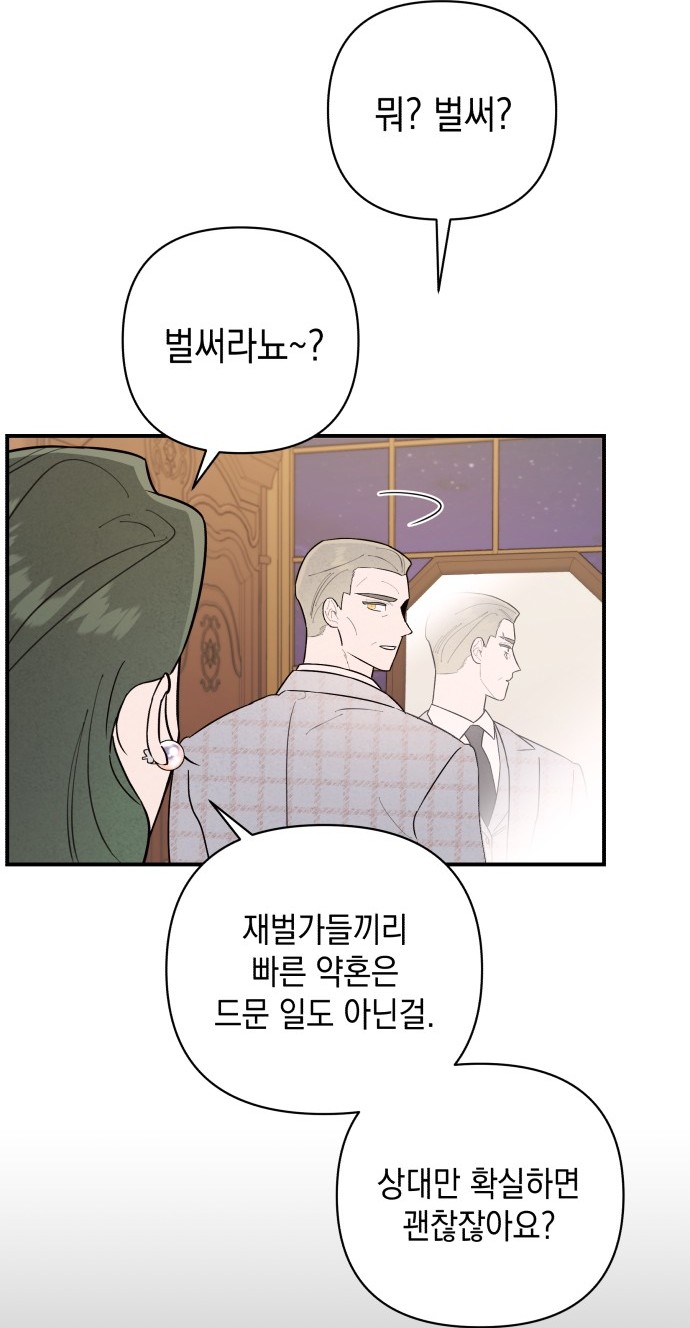 뭐? 벌써?
벌써라뇨~?
재벌가들끼리
빠른 약혼은
드문 일도 아닌걸.
상대만 확실하면
괜찮잖아요?